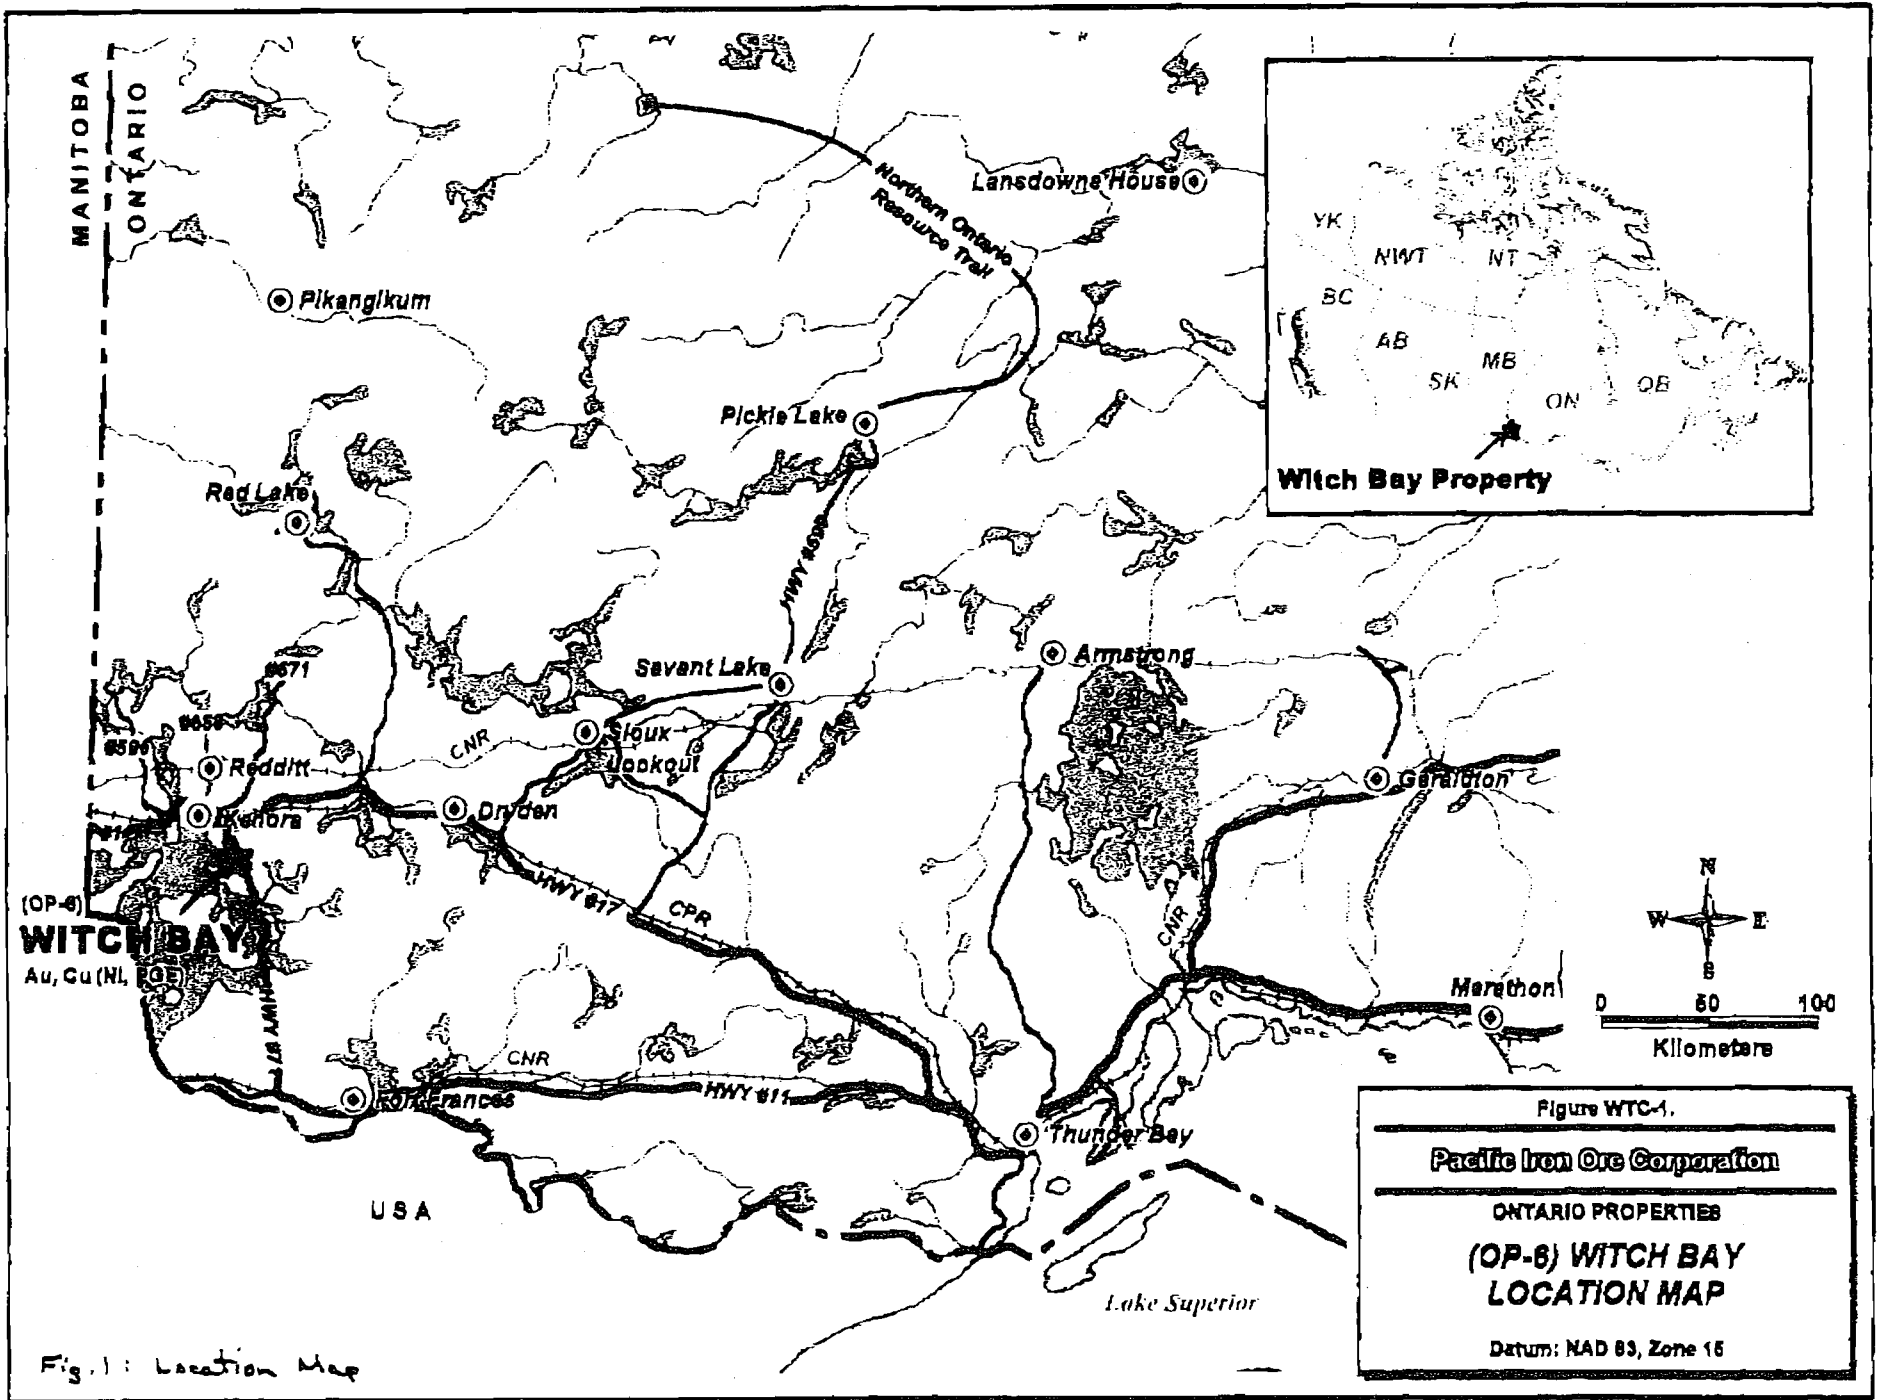 MANITOBA
ONTARIO
Northern Ontario
Resource Trail
Lansdowne House
Pikangikum
Pickle Lake
Red Lake
HWY #599
Savant Lake
Armstrong
#671
#658
#596
CNR
Sioux
Lookout
Redditt
Kenora
Dryden
Geraldton
HWY #17
CPR
CNR
(OP-6)
WITCH BAY
Au, Cu (Ni, PGE)
HWY #71
Marathon
CNR
Fort Frances
HWY #11
Thunder Bay
USA
Lake Superior
YK
NWT
NT
BC
AB
SK
MB
ON
QB
Witch Bay Property
N
W
E
S
0 50 100
Kilometers
Figure WTC-1.
Pacific Iron Ore Corporation
ONTARIO PROPERTIES
(OP-6) WITCH BAY
LOCATION MAP
Datum: NAD 83, Zone 15
Fig. 1: Location Map